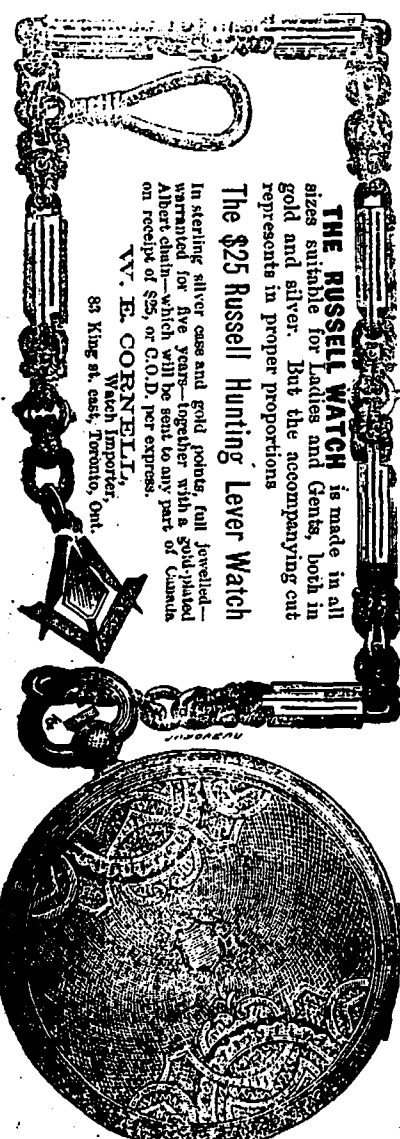 THE RUSSELL WATCH is made in all
sizes suitable for Ladies and Gents, both in
gold and silver. But the accompanying cut
represents in proper proportions
The $25 Russell Hunting Lever Watch
In sterling silver case and gold points, full jewelled—
warranted for five years—together with a gold-plated
Albert chain—which will be sent to any part of Canada
on receipt of $25, or C.O.D. per express.
W. E. CORNELL,
Watch Importer,
83 King st. east, Toronto, Ont.